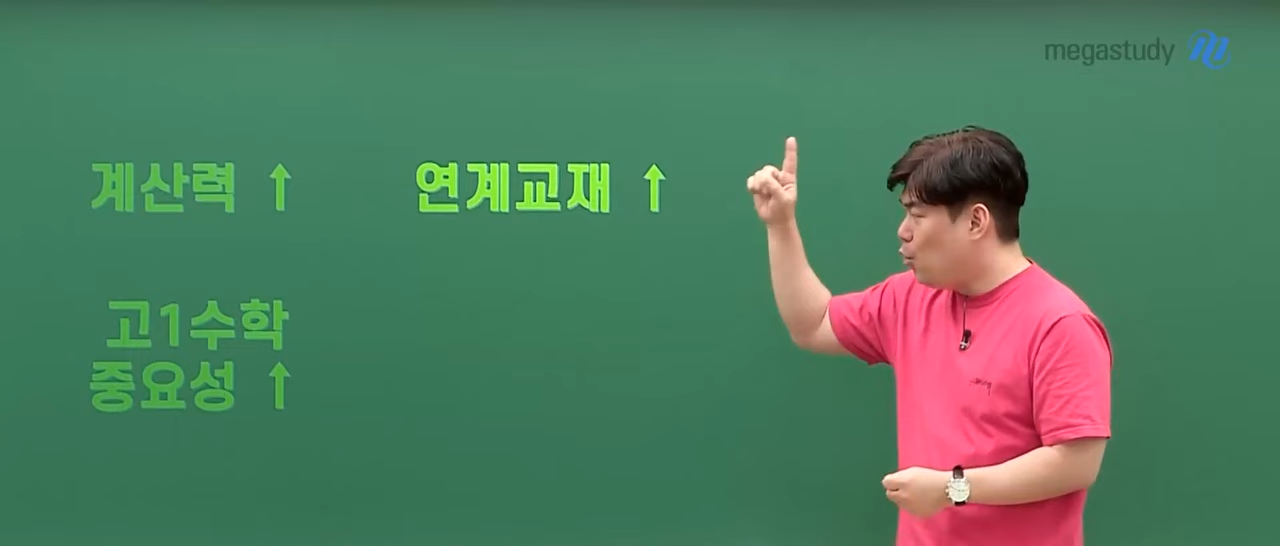 megastudy
계산력 ↑
연계교재 ↑
고1수학
중요성 ↑